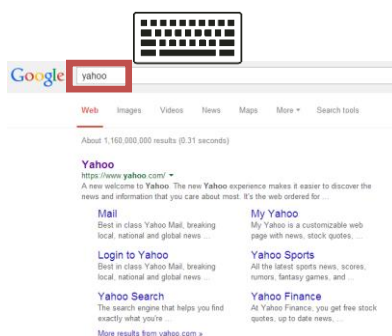 Google yahoo
Web Images Videos News Maps More Search tools
About 1,160,000,000 results (0.31 seconds)
Yahoo
https://www.yahoo.com/
A new welcome to Yahoo. The new Yahoo experience makes it easier to discover the
news and information that you care about most. It's the web ordered for ...
Mail
Best in class Yahoo Mail, breaking
local, national and global news ...
My Yahoo
My Yahoo is a customizable web
page with news, stock quotes, ...
Login to Yahoo
Best in class Yahoo Mail, breaking
local, national and global news ...
Yahoo Sports
All the latest sports news, scores,
rumors, fantasy games, and ...
Yahoo Search
The search engine that helps you find
exactly what you're ...
Yahoo Finance
At Yahoo Finance, you get free stock
quotes, up to date news, ...
More results from yahoo.com »